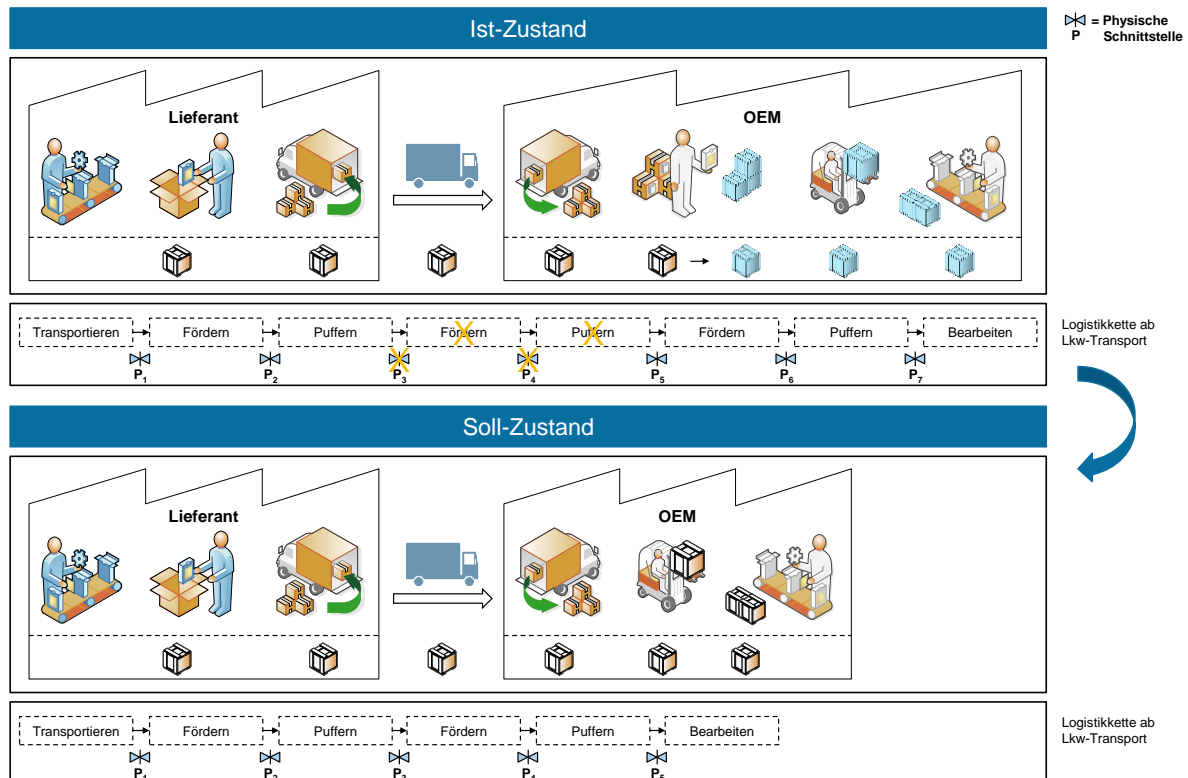 Ist-Zustand
= Physische
P Schnittstelle
Lieferant
OEM
Transportieren
Fördern
Puffern
Fördern
Puffern
Fördern
Puffern
Bearbeiten
P1
P2
P3
P4
P5
P6
P7
Logistikkette ab
Lkw-Transport
Soll-Zustand
Lieferant
OEM
Transportieren
Fördern
Puffern
Fördern
Puffern
Bearbeiten
P1
P2
P3
P4
P5
Logistikkette ab
Lkw-Transport